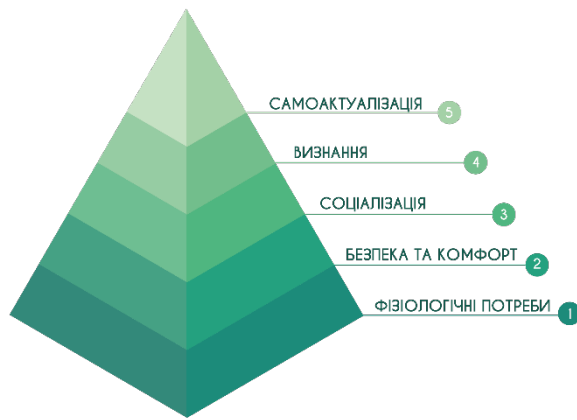 САМОАКТУАЛІЗАЦІЯ 5
ВИЗНАННЯ 4
СОЦІАЛІЗАЦІЯ 3
БЕЗПЕКА ТА КОМФОРТ 2
ФІЗІОЛОГІЧНІ ПОТРЕБИ 1